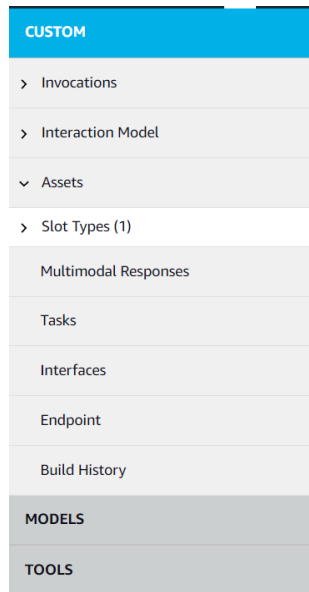 CUSTOM
Invocations
Interaction Model
Assets
Slot Types (1)
Multimodal Responses
Tasks
Interfaces
Endpoint
Build History
MODELS
TOOLS